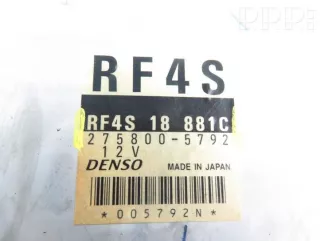 RF4S
RF4S 18 881C
275800-5792
12V
DENSO MADE IN JAPAN
*005792N*